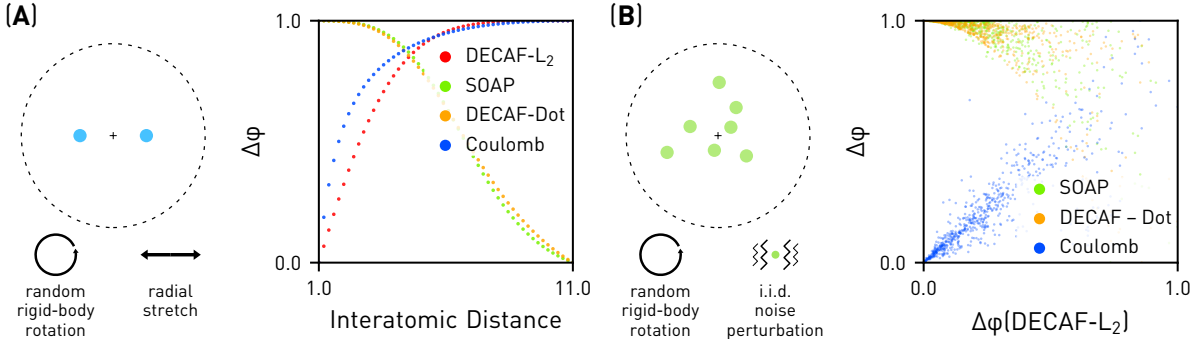 (A)
random
rigid-body
rotation
radial
stretch
1.0
Δφ
0.0
DECAF-L₂
SOAP
DECAF-Dot
Coulomb
1.0
11.0
Interatomic Distance
(B)
random
rigid-body
rotation
i.i.d.
noise
perturbation
1.0
Δφ
0.0
SOAP
DECAF – Dot
Coulomb
0.0
1.0
Δφ(DECAF-L₂)